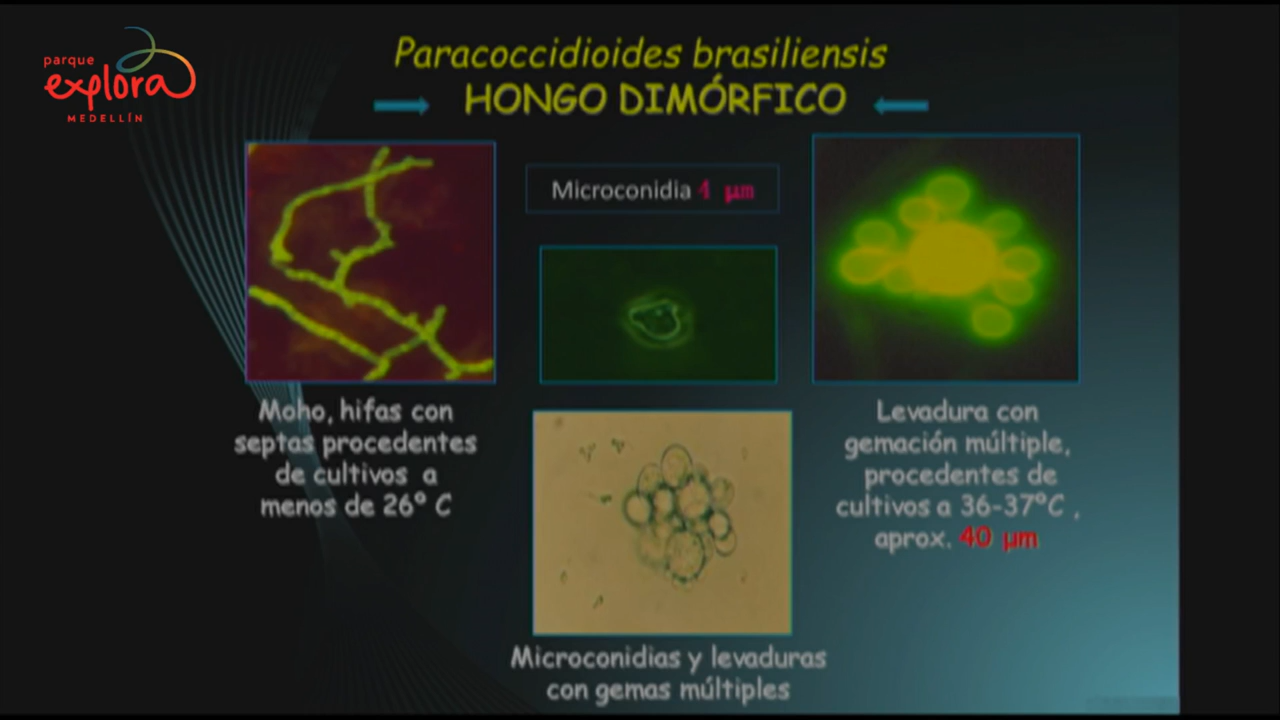 parque
explora
MEDELLÍN
Paracoccidioides brasiliensis
HONGO DIMÓRFICO
Microconidia 4 µm
Moho, hifas con
septas procedentes
de cultivos a
menos de 26º C
Levadura con
gemación múltiple,
procedentes de
cultivos a 36-37ºC ,
aprox. 40 µm
Microconidias y levaduras
con gemas múltiples